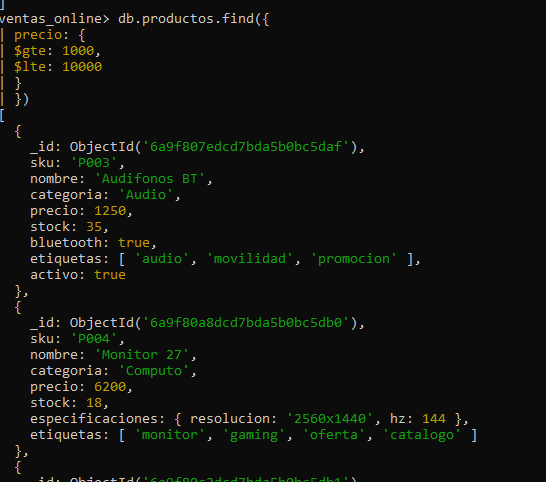 ]
ventas_online> db.productos.find({
| precio: {
| $gte: 1000,
| $lte: 10000
| }
| })
[
  {
    _id: ObjectId('6a9f807edcd7bda5b0bc5daf'),
    sku: 'P003',
    nombre: 'Audifonos BT',
    categoria: 'Audio',
    precio: 1250,
    stock: 35,
    bluetooth: true,
    etiquetas: [ 'audio', 'movilidad', 'promocion' ],
    activo: true
  },
  {
    _id: ObjectId('6a9f80a8dcd7bda5b0bc5db0'),
    sku: 'P004',
    nombre: 'Monitor 27',
    categoria: 'Computo',
    precio: 6200,
    stock: 18,
    especificaciones: { resolucion: '2560x1440', hz: 144 },
    etiquetas: [ 'monitor', 'gaming', 'oferta', 'catalogo' ]
  },
  {
    _id: ObjectId('6a9f80c2dcd7bda5b0bc5db1'),